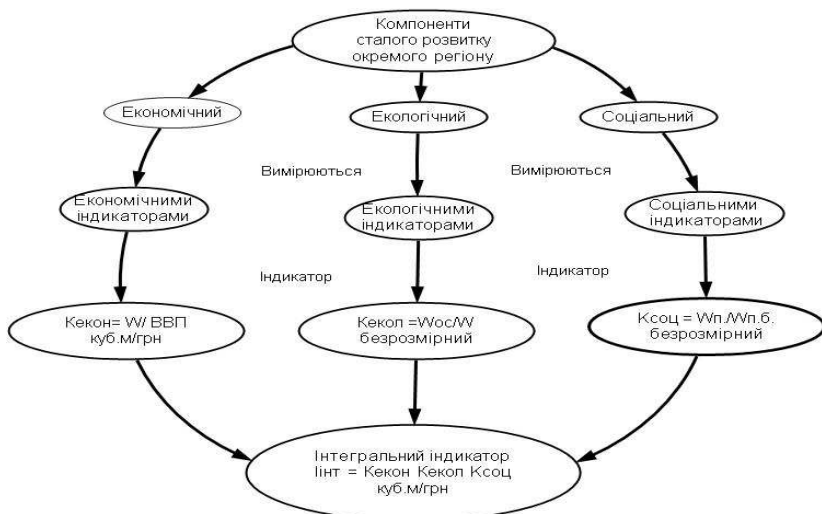 Компоненти
сталого розвитку
окремого регіону
Економічний
Екологічний
Соціальний
Вимірюються
Вимірюються
Економічними
індикаторами
Екологічними
індикаторами
Соціальними
індикаторами
Індикатор
Індикатор
Кекон= W/ ВВП
куб.м/грн
Кекол =Wос/W
безрозмірний
Ксоц = Wп./Wп.б.
безрозмірний
Інтегральний індикатор
Іінт = Кекон Кекол Ксоц
куб.м/грн